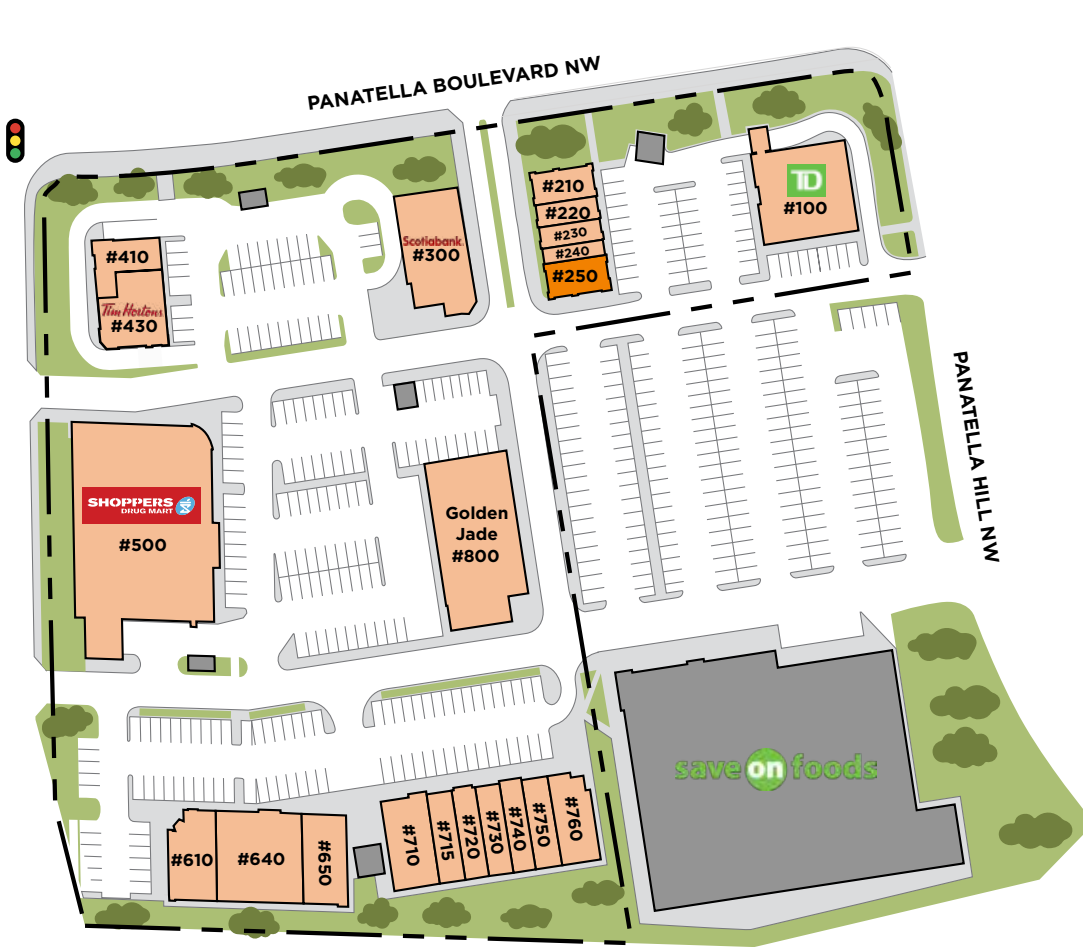 PANATELLA BOULEVARD NW
#210
#220
#230
#240
#250
TD
#100
Scotiabank
#300
#410
Tim Hortons
#430
PANATELLA HILL NW
SHOPPERS
DRUG MART
#500
Golden
Jade
#800
save on foods
#610
#640
#650
#710
#715
#720
#730
#740
#750
#760